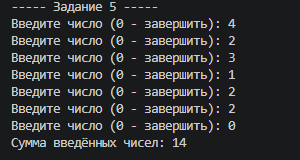 ----- Задание 5 -----
Введите число (0 - завершить): 4
Введите число (0 - завершить): 2
Введите число (0 - завершить): 3
Введите число (0 - завершить): 1
Введите число (0 - завершить): 2
Введите число (0 - завершить): 2
Введите число (0 - завершить): 0
Сумма введённых чисел: 14